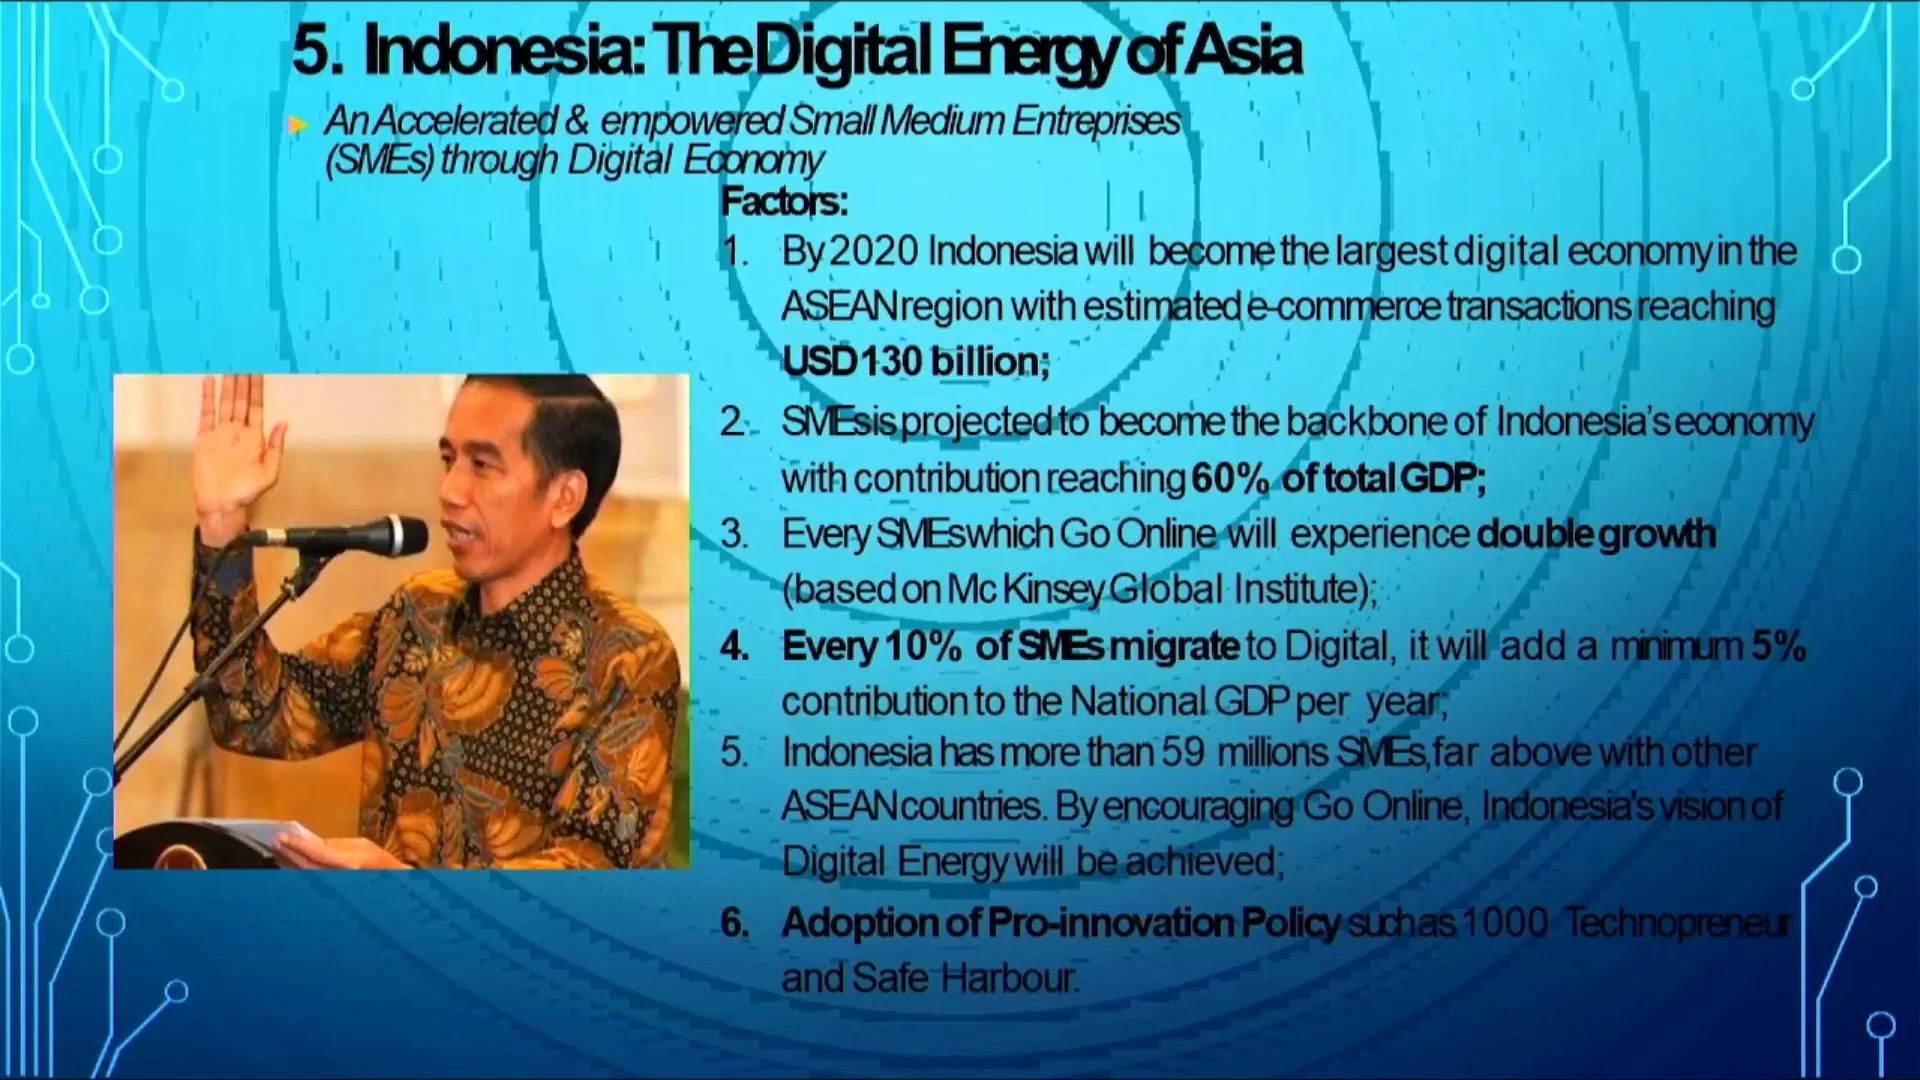 5. Indonesia: The Digital Energy of Asia
An Accelerated & empowered Small Medium Entreprises
(SMEs) through Digital Economy
Factors:
1. By 2020 Indonesia will become the largest digital economy in the
ASEAN region with estimated e-commerce transactions reaching
USD 130 billion;
2. SMEs is projected to become the backbone of Indonesia's economy
with contribution reaching 60% of total GDP;
3. Every SMEs which Go Online will experience double growth
(based on Mc Kinsey Global Institute);
4. Every 10% of SMEs migrate to Digital, it will add a minimum 5%
contribution to the National GDP per year;
5. Indonesia has more than 59 millions SMEs, far above with other
ASEAN countries. By encouraging Go Online, Indonesia's vision of
Digital Energy will be achieved;
6. Adoption of Pro-innovation Policy such as 1000 Technopreneur
and Safe Harbour.